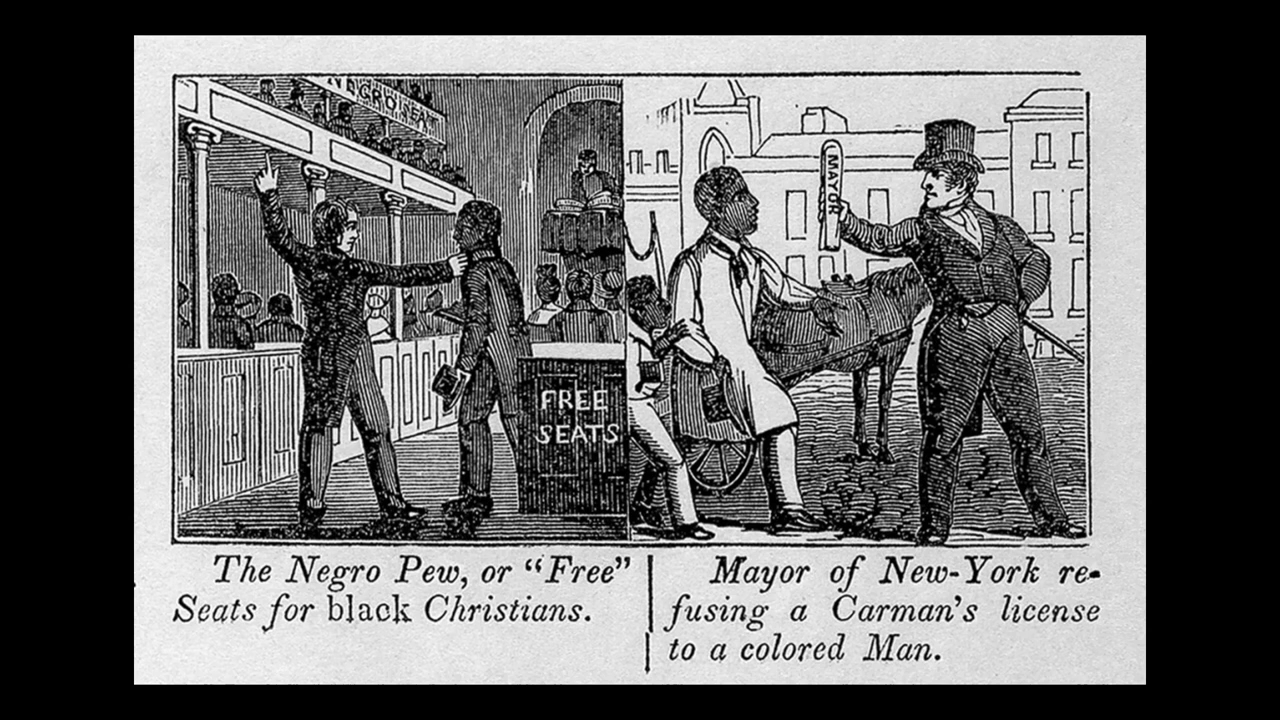 NEGRO SEAT
FREE
SEATS
MAYOR
The Negro Pew, or “Free”
Seats for black Christians.
Mayor of New-York re-
fusing a Carman’s license
to a colored Man.